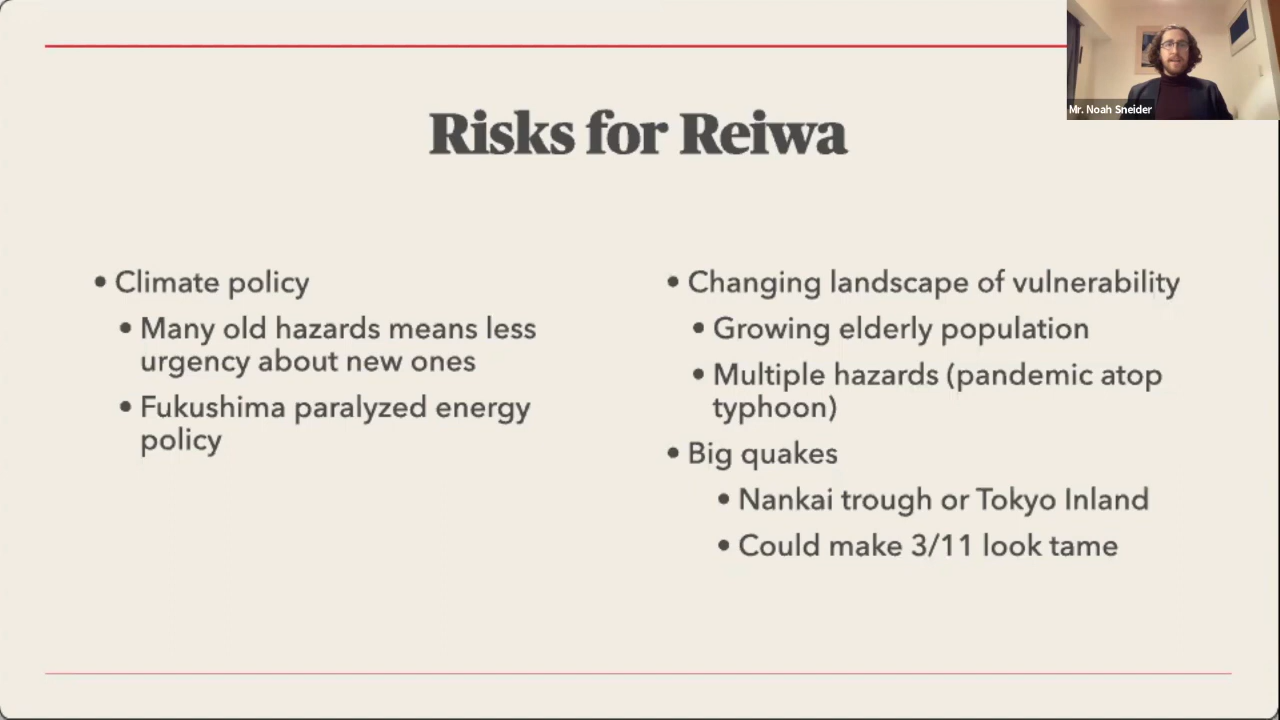 Mr. Noah Sneider
Risks for Reiwa
• Climate policy
• Many old hazards means less
urgency about new ones
• Fukushima paralyzed energy
policy
• Changing landscape of vulnerability
• Growing elderly population
• Multiple hazards (pandemic atop
typhoon)
• Big quakes
• Nankai trough or Tokyo Inland
• Could make 3/11 look tame